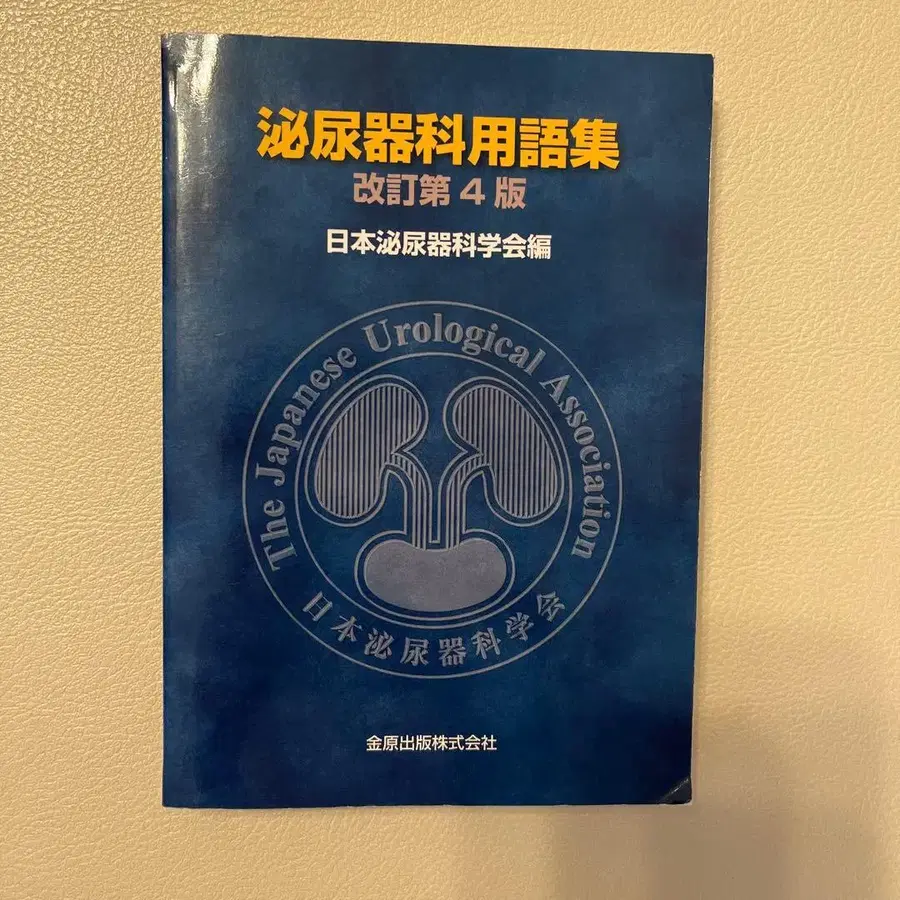 泌尿器科用語集
改訂第4版
日本泌尿器科学会編
The Japanese Urological Association
日本泌尿器科学会
金原出版株式会社